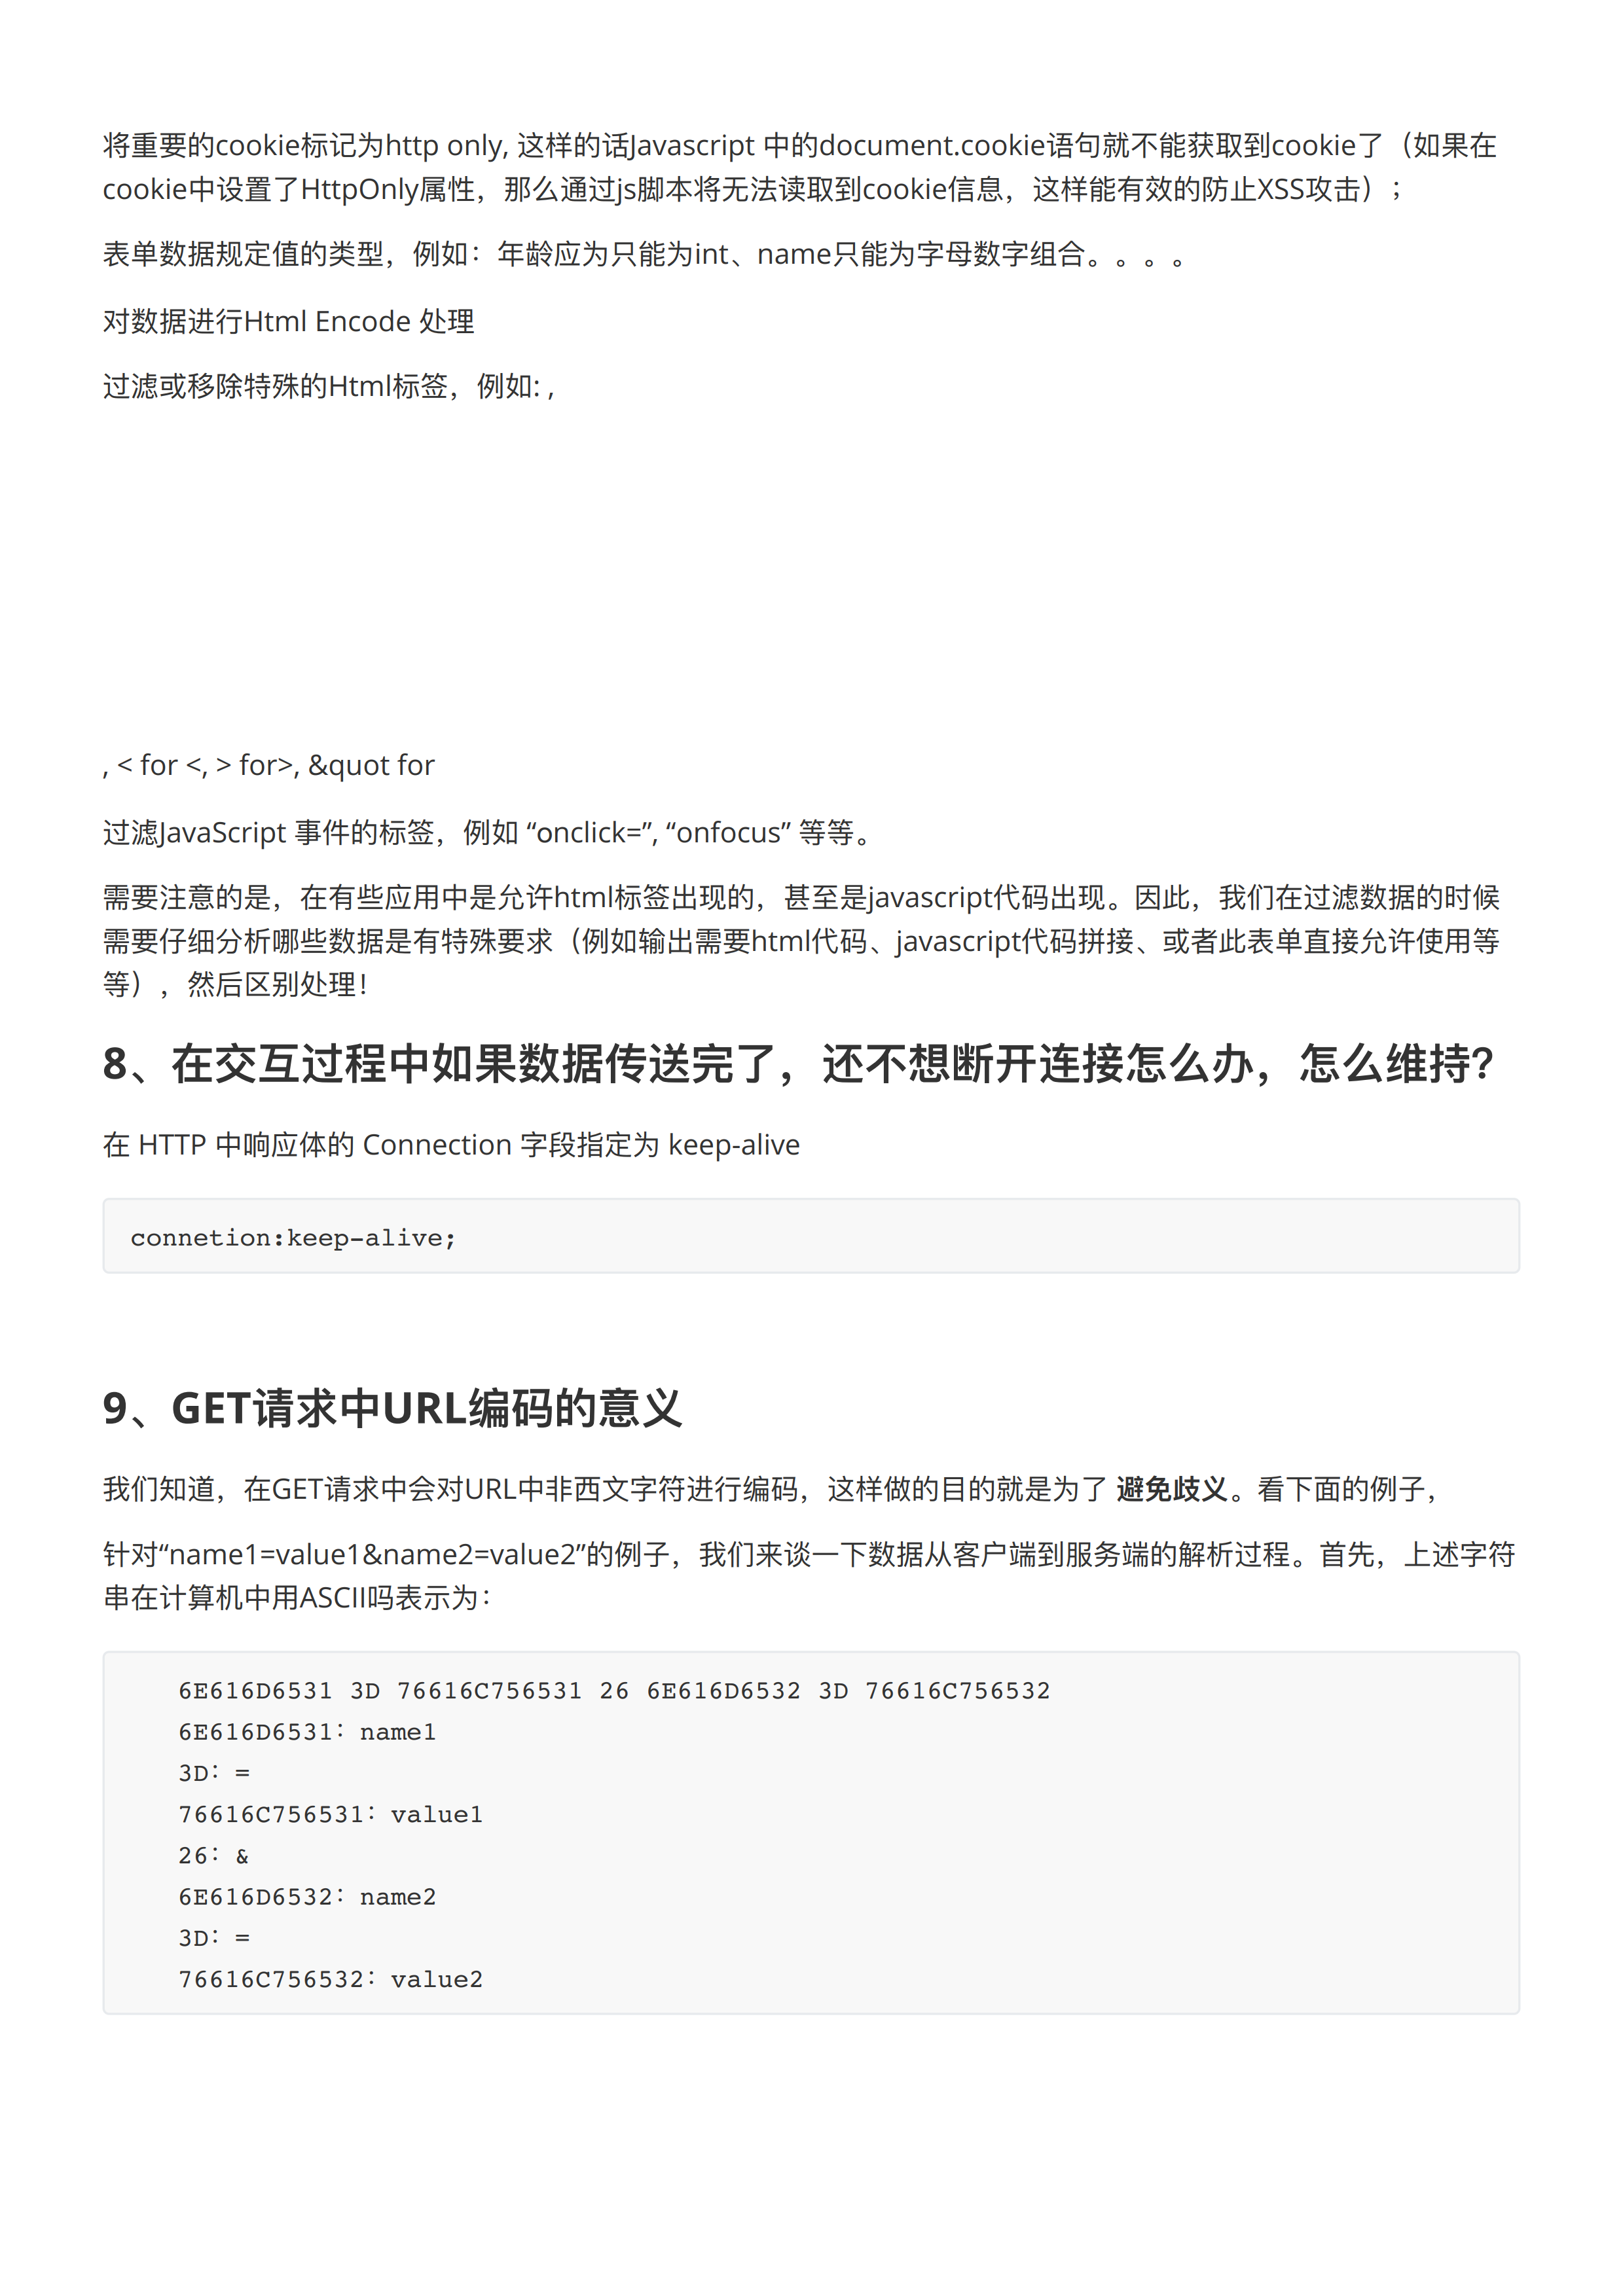 将重要的cookie标记为http only, 这样的话Javascript 中的document.cookie语句就不能获取到cookie了（如果在
cookie中设置了HttpOnly属性，那么通过js脚本将无法读取到cookie信息，这样能有效的防止XSS攻击）；
表单数据规定值的类型，例如：年龄应为只能为int、name只能为字母数字组合。。。。
对数据进行Html Encode 处理
过滤或移除特殊的Html标签，例如: ,
, < for <, > for>, &quot for
过滤JavaScript 事件的标签，例如 “onclick=”, “onfocus” 等等。
需要注意的是，在有些应用中是允许html标签出现的，甚至是javascript代码出现。因此，我们在过滤数据的时候
需要仔细分析哪些数据是有特殊要求（例如输出需要html代码、javascript代码拼接、或者此表单直接允许使用等
等），然后区别处理！
8、在交互过程中如果数据传送完了，还不想断开连接怎么办，怎么维持？
在 HTTP 中响应体的 Connection 字段指定为 keep-alive
connetion:keep-alive;
9、GET请求中URL编码的意义
我们知道，在GET请求中会对URL中非西文字符进行编码，这样做的目的就是为了 避免歧义。看下面的例子，
针对“name1=value1&name2=value2”的例子，我们来谈一下数据从客户端到服务端的解析过程。首先，上述字符
串在计算机中用ASCII吗表示为：
6E616D6531 3D 76616C756531 26 6E616D6532 3D 76616C756532
6E616D6531：name1
3D：=
76616C756531：value1
26：&
6E616D6532：name2
3D：=
76616C756532：value2